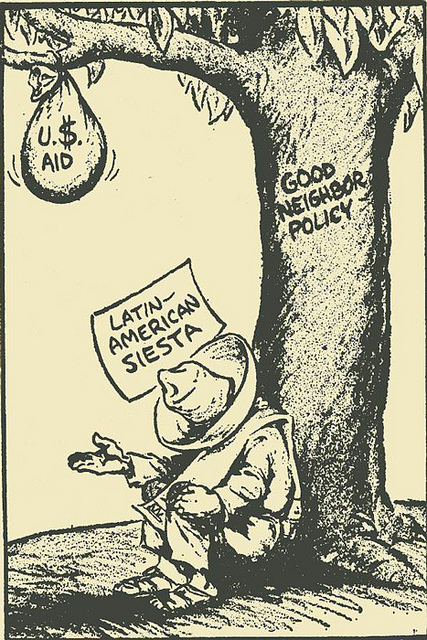 U.$.
AID
GOOD
NEIGHBOR
POLICY
LATIN-
AMERICAN
SIESTA